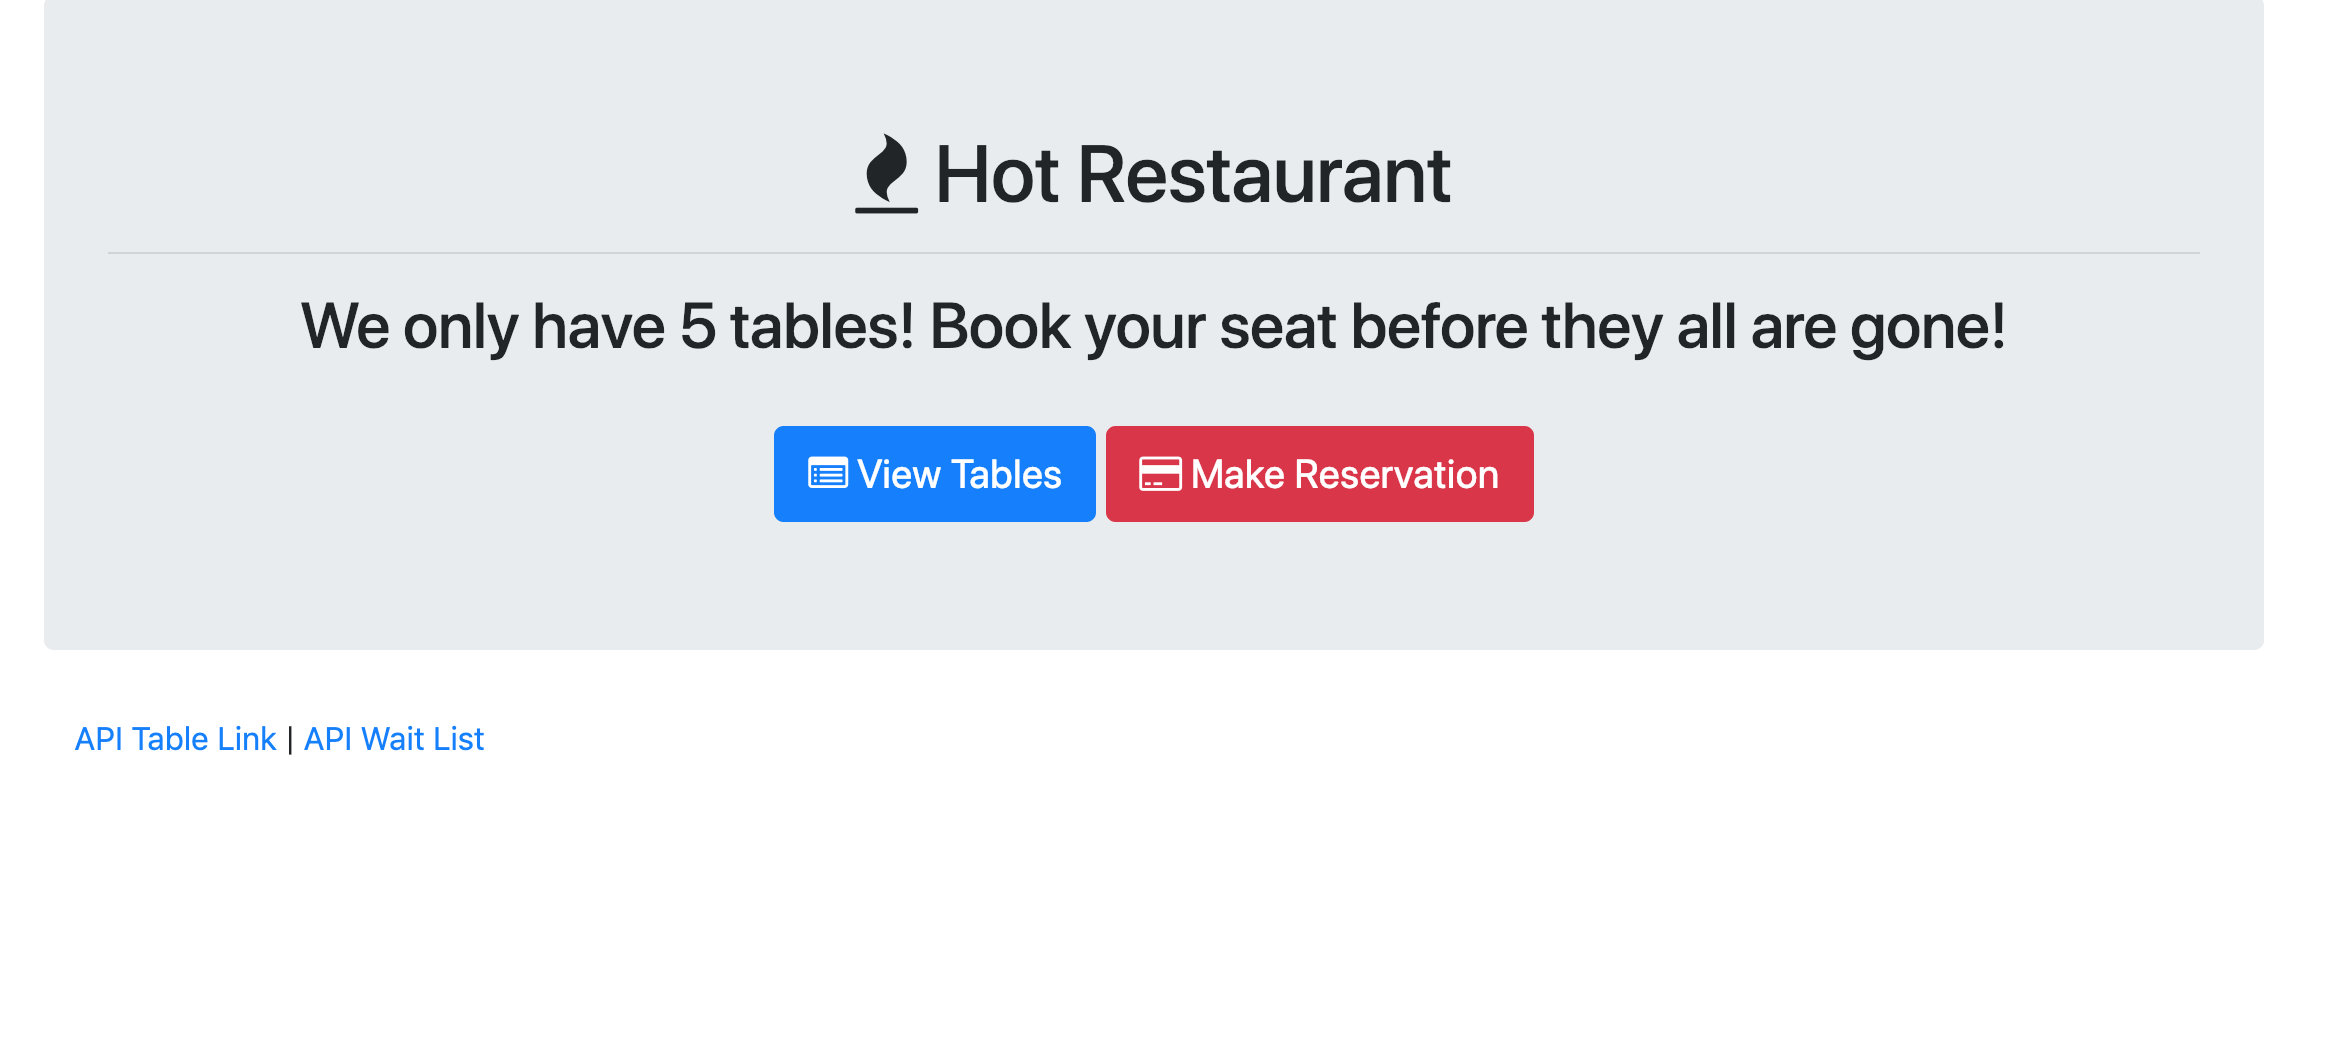 Hot Restaurant
We only have 5 tables! Book your seat before they all are gone!
View Tables Make Reservation
API Table Link | API Wait List